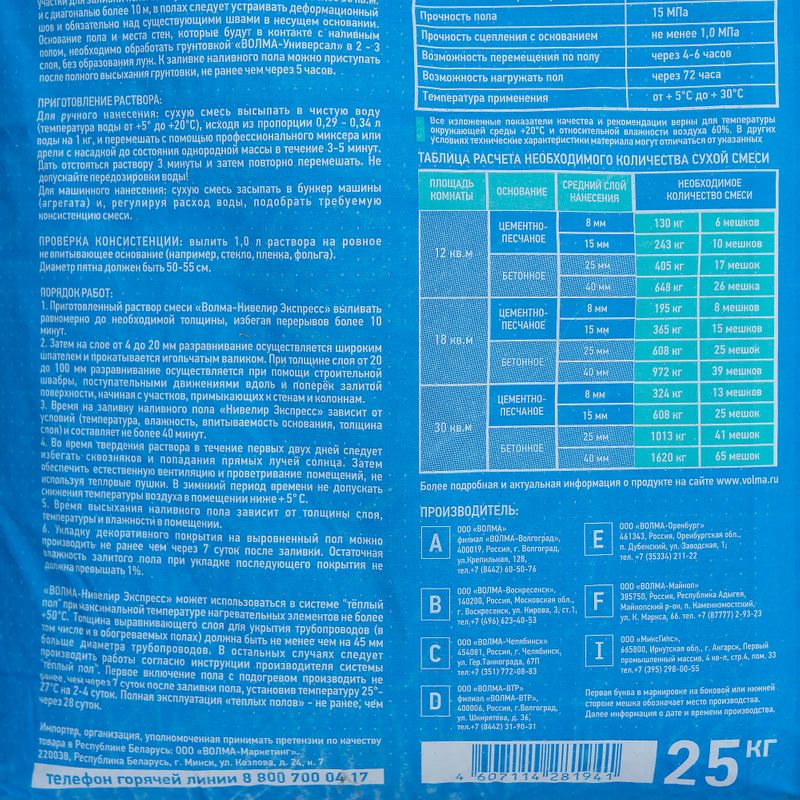 участки для заливки
и с диагональю более 10 м, в полах следует устраивать деформационный
шов и обязательно над существующими швами в несущем основании.
Основание пола и места стен, которые будут в контакте с наливным
полом, необходимо обработать грунтовкой «ВОЛМА-Универсал» в 2 - 3
слоя, без образования луж. К заливке наливного пола можно приступать
после полного высыхания грунтовки, не ранее чем через 5 часов.
ПРИГОТОВЛЕНИЕ РАСТВОРА:
Для ручного нанесения: сухую смесь высыпать в чистую воду
(температура воды от +5° до +20°С), исходя из пропорции 0,29 - 0,34 л
воды на 1 кг, и перемешать с помощью профессионального миксера или
дрели с насадкой до состояния однородной массы в течение 3-5 минут.
Дать отстояться раствору 3 минуты и затем повторно перемешать. Не
допускайте передозировки воды!
Для машинного нанесения: сухую смесь засыпать в бункер машины
(агрегата) и, регулируя расход воды, подобрать требуемую
консистенцию смеси.
ПРОВЕРКА КОНСИСТЕНЦИИ: вылить 1,0 л раствора на ровное
не впитывающее основание (например, стекло, пленка, фольга).
Диаметр пятна должен быть 50-55 см.
ПОРЯДОК РАБОТ:
1. Приготовленный раствор смеси «Волма-Нивелир Экспресс» выливать
равномерно до необходимой толщины, избегая перерывов более 10
минут.
2. Затем на слое от 4 до 20 мм разравнивание осуществляется широким
шпателем и прокатывается игольчатым валиком. При толщине слоя от 20
до 100 мм разравнивание осуществляется при помощи строительной
швабры, поступательными движениями вдоль и поперёк залитой
поверхности, начиная с участков, примыкающих к стенам и колоннам.
3. Время на заливку наливного пола «Нивелир Экспресс» зависит от
условий (температура, влажность, впитываемость основания, толщина
слоя) и составляет не более 40 минут.
4. Во время твердения раствора в течение первых двух дней следует
избегать сквозняков и попадания прямых лучей солнца. Затем
обеспечить естественную вентиляцию и проветривание помещений, не
используя тепловые пушки. В зимниий период времени не допускать
снижения температуры воздуха в помещении ниже + 5° С.
5. Время высыхания наливного пола зависит от толщины слоя,
температуры и влажности в помещении.
6. Укладку декоративного покрытия на выровненный пол можно
производить не ранее чем через 7 суток после заливки. Остаточная
влажность залитого пола при укладке последующего покрытия не
должна превышать 1%.
«ВОЛМА-Нивелир Экспресс» может использоваться в системе "тёплый
пол" при максимальной температуре нагревательных элементов не более
+50°С. Толщина выравнивающего слоя для укрытия трубопроводов (в
том числе и в обогреваемых полах) должна быть не менее чем на 45 мм
больше диаметра трубопроводов. В остальных случаях следует
производить работы согласно инструкции производителя системы
"тёплый пол". Первое включение пола с подогревом производить не
ранее, чем через 7 суток после заливки пола, установив температуру 25°-
27°С на 2-4 суток. Полная эксплуатация «теплых полов» - не ранее, чем
через 28 суток.
Импортер, организация, уполномоченная принимать претензии по качеству
товара в Республике Беларусь: ООО «ВОЛМА-Маркетинг».
220038, Республика Беларусь, г. Минск, ул. Козлова, д. 24, к. 7
телефон горячей линии 8 800 700 04 17
Прочность пола 15 МПа
Прочность сцепления с основанием не менее 1,0 МПа
Возможность перемещения по полу через 4-6 часов
Возможность нагружать пол через 72 часа
Температура применения от + 5°С до + 30°С
Все изложенные показатели качества и рекомендации верны для температуры
окружающей среды +20°С и относительной влажности воздуха 60%. В других
условиях технические характеристики материала могут отличаться от указанных
ТАБЛИЦА РАСЧЕТА НЕОБХОДИМОГО КОЛИЧЕСТВА СУХОЙ СМЕСИ
ПЛОЩАДЬ КОМНАТЫ ОСНОВАНИЕ СРЕДНИЙ СЛОЙ НАНЕСЕНИЯ НЕОБХОДИМОЕ КОЛИЧЕСТВО СМЕСИ
12 кв.м ЦЕМЕНТНО-ПЕСЧАНОЕ 8 мм 130 кг 6 мешков
15 мм 243 кг 10 мешков
БЕТОННОЕ 25 мм 405 кг 17 мешок
40 мм 648 кг 26 мешка
18 кв.м ЦЕМЕНТНО-ПЕСЧАНОЕ 8 мм 195 кг 8 мешков
15 мм 365 кг 15 мешков
БЕТОННОЕ 25 мм 608 кг 25 мешок
40 мм 972 кг 39 мешков
30 кв.м ЦЕМЕНТНО-ПЕСЧАНОЕ 8 мм 324 кг 13 мешков
15 мм 608 кг 25 мешок
БЕТОННОЕ 25 мм 1013 кг 41 мешок
40 мм 1620 кг 65 мешок
Более подробная и актуальная информация о продукте на сайте www.volma.ru
ПРОИЗВОДИТЕЛЬ:
A
ООО «ВОЛМА»
филиал «ВОЛМА-Волгоград»,
400019, Россия, г. Волгоград,
ул.Крепильная, 128,
тел.+7 (8442) 60-50-76
B
ООО «ВОЛМА-Воскресенск»,
140200, Россия, Московская обл.,
г. Воскресенск, ул. Кирова, 3, ст.1,
тел.+7 (496) 623-40-53
C
ООО «ВОЛМА-Челябинск»
454081, Россия, г. Челябинск,
ул. Гер.Танкограда, 67П
тел.+7 (351) 772-08-83
D
ООО «ВОЛМА-ВТР»
филиал «ВОЛМА-ВТР»,
400006, Россия, г. Волгоград,
ул. Шкирятова, д. 36,
тел.+7 (8442) 31-90-31
E
ООО «ВОЛМА-Оренбург»
461343, Россия, Оренбургская обл.,
п. Дубенский, ул. Заводская, 1;
тел. +7 (35334) 211-22
F
ООО «ВОЛМА-Майкоп»
385750, Россия, Республика Адыгея,
Майкопский р-он, п. Каменномостский,
ул. К. Маркса, 66, тел. +7 (87777) 2-93-23
I
ООО «МиксГипс»,
665800, Иркутская обл., г. Ангарск, Первый
промышленный массив, 4 кв-л, стр.4, пом. 33
тел.+7 (395) 298-00-55
Первая буква в маркировке на боковой или нижней
стороне мешка обозначает место производства.
Далее информация о дате и времени производства.
4 607114 281941
25 КГ